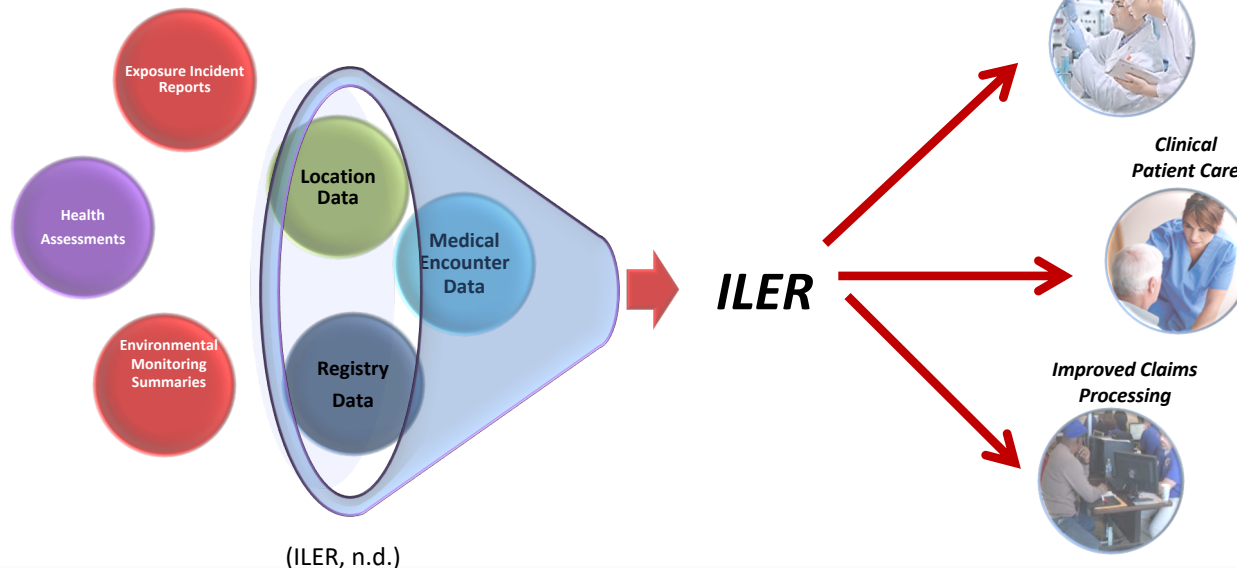 Exposure Incident
Reports
Health
Assessments
Environmental
Monitoring
Summaries
Location
Data
Medical
Encounter
Data
Registry
Data
ILER
Clinical
Patient Care
Improved Claims
Processing
(ILER, n.d.)